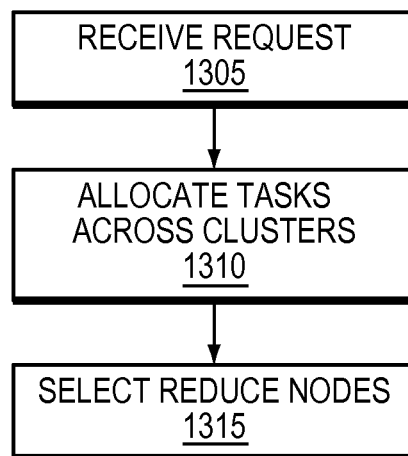 RECEIVE REQUEST
1305
ALLOCATE TASKS
ACROSS CLUSTERS
1310
SELECT REDUCE NODES
1315